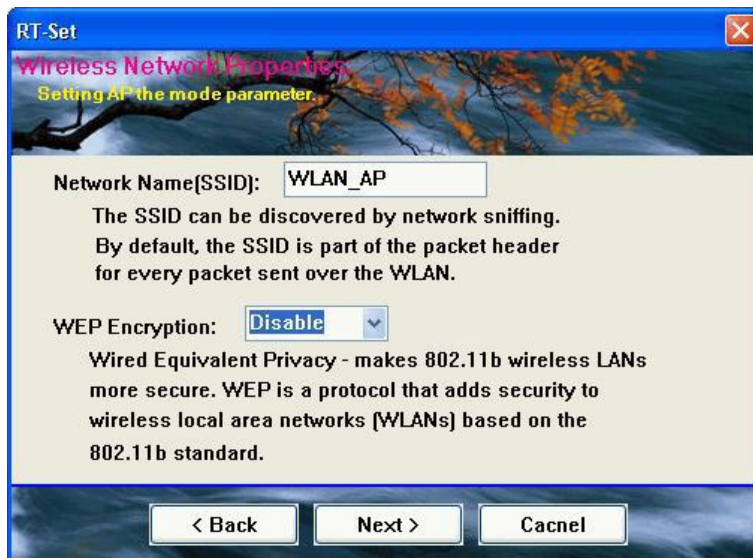 RT-Set
Wireless Network Properties:
Setting AP the mode parameter.
Network Name(SSID): WLAN_AP
The SSID can be discovered by network sniffing.
By default, the SSID is part of the packet header
for every packet sent over the WLAN.
WEP Encryption: Disable
Wired Equivalent Privacy - makes 802.11b wireless LANs
more secure. WEP is a protocol that adds security to
wireless local area networks (WLANs) based on the
802.11b standard.
< Back Next > Cacnel